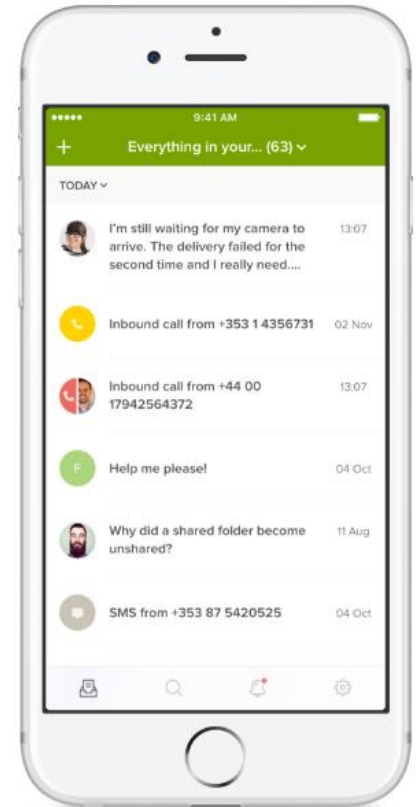 9:41 AM
+ Everything in your... (63)
TODAY
I'm still waiting for my camera to 13:07
arrive. The delivery failed for the
second time and I really need....
Inbound call from +353 1 4356731 02 Nov
Inbound call from +44 00 13:07
17942564372
F Help me please! 04 Oct
Why did a shared folder become 11 Aug
unshared?
SMS from +353 87 5420525 04 Oct